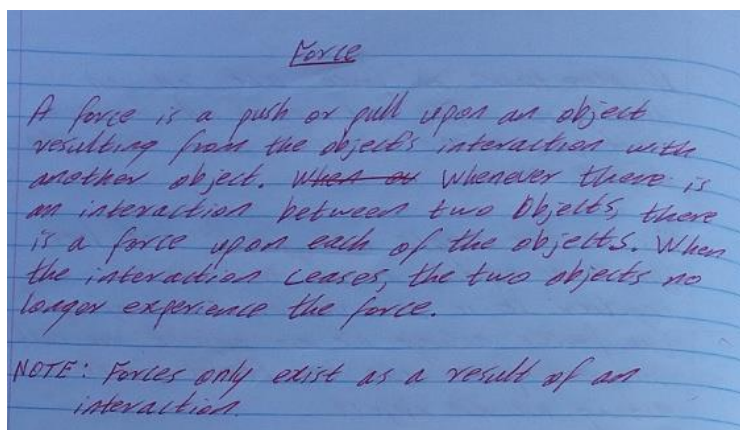 Force
A force is a push or pull upon an object
resulting from the object's interaction with
another object. When ev Whenever there is
an interaction between two Objects, there
is a force upon each of the objects. When
the interaction ceases, the two objects no
longer experience the force.
NOTE: Forces only exist as a result of an
interaction.